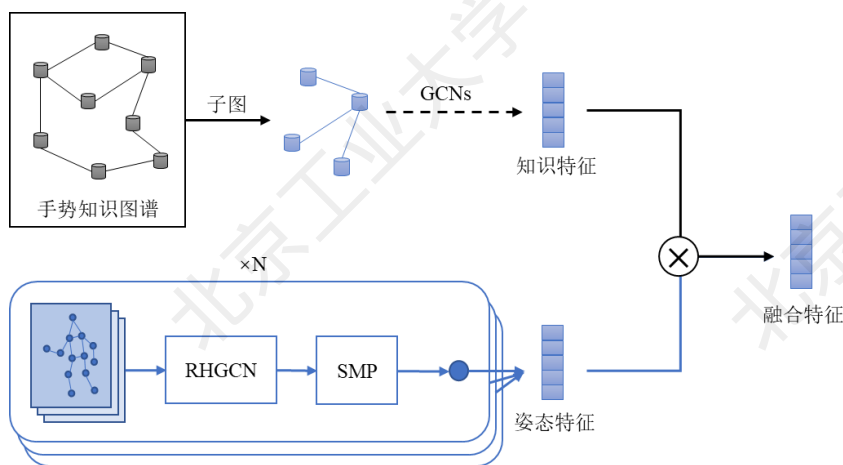 子图
GCNs
知识特征
手势知识图谱
×N
融合特征
RHGCN
SMP
姿态特征
北京工业大学